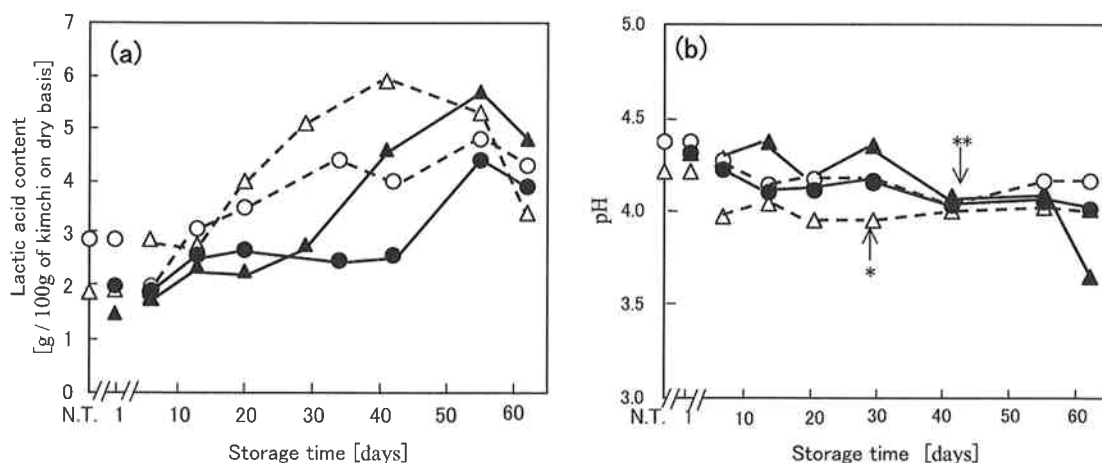 (a)
Lactic acid content
[g / 100g of kimchi on dry basis]
7
6
5
4
3
2
1
0
N.T. 1 10 20 30 40 50 60
Storage time [days]
(b)
pH
5.0
4.5
4.0
3.5
3.0
**
*
N.T. 1 10 20 30 40 50 60
Storage time [days]